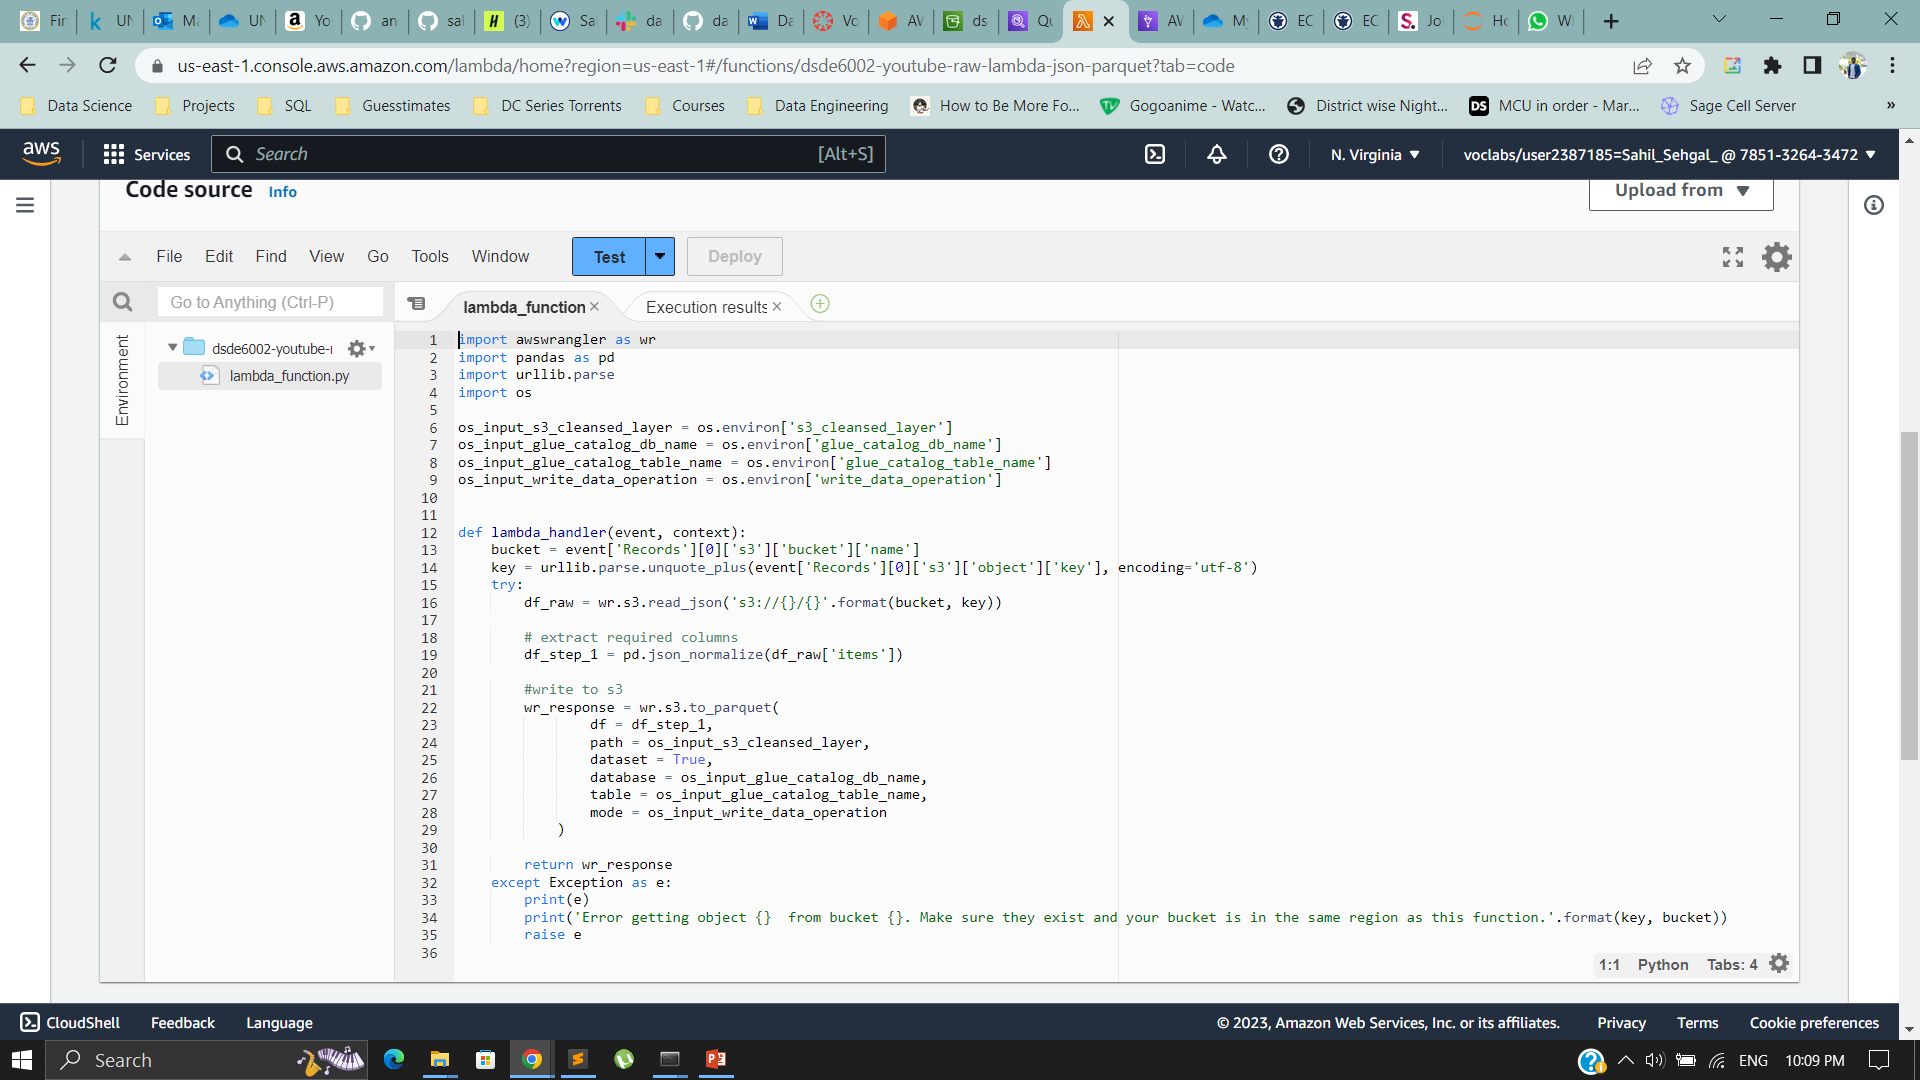 Fir
UN
Ma
UN
Yo
an
sal
(3)
Sa
da
da
Da
Vo
AV
ds
Qu
AV
My
EC
EC
Jo
Ho
W
us-east-1.console.aws.amazon.com/lambda/home?region=us-east-1#/functions/dsde6002-youtube-raw-lambda-json-parquet?tab=code
Data Science Projects SQL Guesstimates DC Series Torrents Courses Data Engineering How to Be More Fo... Gogoanime - Watc... District wise Night... DS MCU in order - Mar... Sage Cell Server »
aws Services Search [Alt+S] N. Virginia ▼ voclabs/user2387185=Sahil_Sehgal_ @ 7851-3264-3472 ▼
Code source Info Upload from ▼
File Edit Find View Go Tools Window Test Deploy
Go to Anything (Ctrl-P) lambda_function × Execution results ×
Environment
dsde6002-youtube-r
lambda_function.py
1 import awswrangler as wr
2 import pandas as pd
3 import urllib.parse
4 import os
5
6 os_input_s3_cleansed_layer = os.environ['s3_cleansed_layer']
7 os_input_glue_catalog_db_name = os.environ['glue_catalog_db_name']
8 os_input_glue_catalog_table_name = os.environ['glue_catalog_table_name']
9 os_input_write_data_operation = os.environ['write_data_operation']
10
11
12 def lambda_handler(event, context):
13 bucket = event['Records'][0]['s3']['bucket']['name']
14 key = urllib.parse.unquote_plus(event['Records'][0]['s3']['object']['key'], encoding='utf-8')
15 try:
16 df_raw = wr.s3.read_json('s3://{}/{}'.format(bucket, key))
17
18 # extract required columns
19 df_step_1 = pd.json_normalize(df_raw['items'])
20
21 #write to s3
22 wr_response = wr.s3.to_parquet(
23 df = df_step_1,
24 path = os_input_s3_cleansed_layer,
25 dataset = True,
26 database = os_input_glue_catalog_db_name,
27 table = os_input_glue_catalog_table_name,
28 mode = os_input_write_data_operation
29 )
30
31 return wr_response
32 except Exception as e:
33 print(e)
34 print('Error getting object {}  from bucket {}. Make sure they exist and your bucket is in the same region as this function.'.format(key, bucket))
35 raise e
36
1:1 Python Tabs: 4
CloudShell Feedback Language © 2023, Amazon Web Services, Inc. or its affiliates. Privacy Terms Cookie preferences
Search ENG 10:09 PM